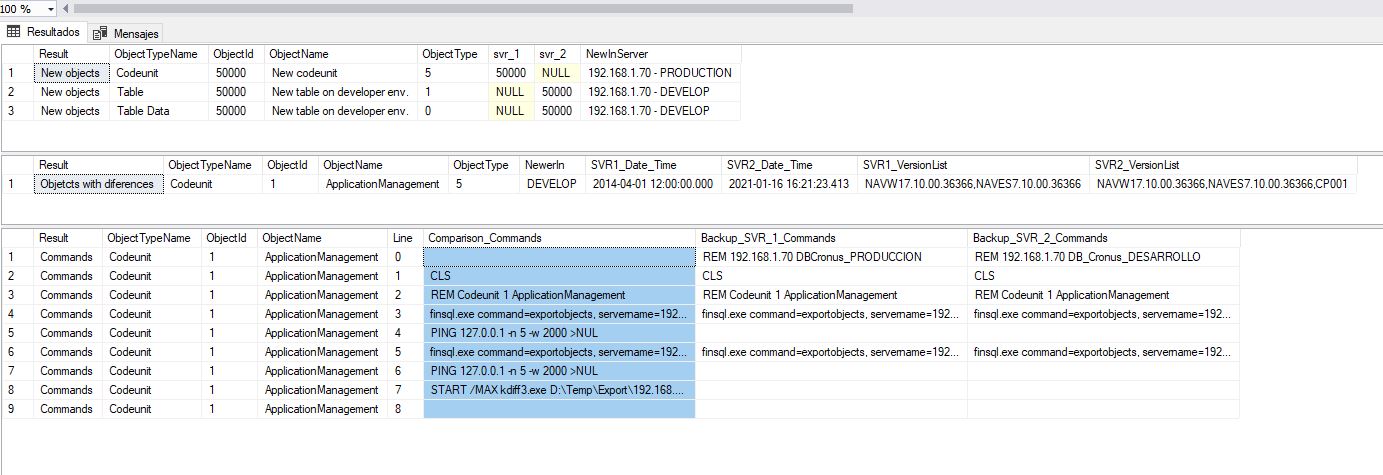 100 %
Resultados Mensajes
Result ObjectTypeName ObjectId ObjectName ObjectType svr_1 svr_2 NewInServer
1 New objects Codeunit 50000 New codeunit 5 50000 NULL 192.168.1.70 - PRODUCTION
2 New objects Table 50000 New table on developer env. 1 NULL 50000 192.168.1.70 - DEVELOP
3 New objects Table Data 50000 New table on developer env. 0 NULL 50000 192.168.1.70 - DEVELOP
Result ObjectTypeName ObjectId ObjectName ObjectType NewerIn SVR1_Date_Time SVR2_Date_Time SVR1_VersionList SVR2_VersionList
1 Objetcts with diferences Codeunit 1 ApplicationManagement 5 DEVELOP 2014-04-01 12:00:00.000 2021-01-16 16:21:23.413 NAVW17.10.00.36366,NAVES7.10.00.36366 NAVW17.10.00.36366,NAVES7.10.00.36366,CP001
Result ObjectTypeName ObjectId ObjectName Line Comparison_Commands Backup_SVR_1_Commands Backup_SVR_2_Commands
1 Commands Codeunit 1 ApplicationManagement 0 REM 192.168.1.70 DBCronus_PRODUCCION REM 192.168.1.70 DB_Cronus_DESARROLLO
2 Commands Codeunit 1 ApplicationManagement 1 CLS CLS CLS
3 Commands Codeunit 1 ApplicationManagement 2 REM Codeunit 1 ApplicationManagement REM Codeunit 1 ApplicationManagement REM Codeunit 1 ApplicationManagement
4 Commands Codeunit 1 ApplicationManagement 3 finsql.exe command=exportobjects, servername=192... finsql.exe command=exportobjects, servername=192... finsql.exe command=exportobjects, servername=192...
5 Commands Codeunit 1 ApplicationManagement 4 PING 127.0.0.1 -n 5 -w 2000 >NUL
6 Commands Codeunit 1 ApplicationManagement 5 finsql.exe command=exportobjects, servername=192... finsql.exe command=exportobjects, servername=192... finsql.exe command=exportobjects, servername=192...
7 Commands Codeunit 1 ApplicationManagement 6 PING 127.0.0.1 -n 5 -w 2000 >NUL
8 Commands Codeunit 1 ApplicationManagement 7 START /MAX kdiff3.exe D:\Temp\Export\192.168....
9 Commands Codeunit 1 ApplicationManagement 8